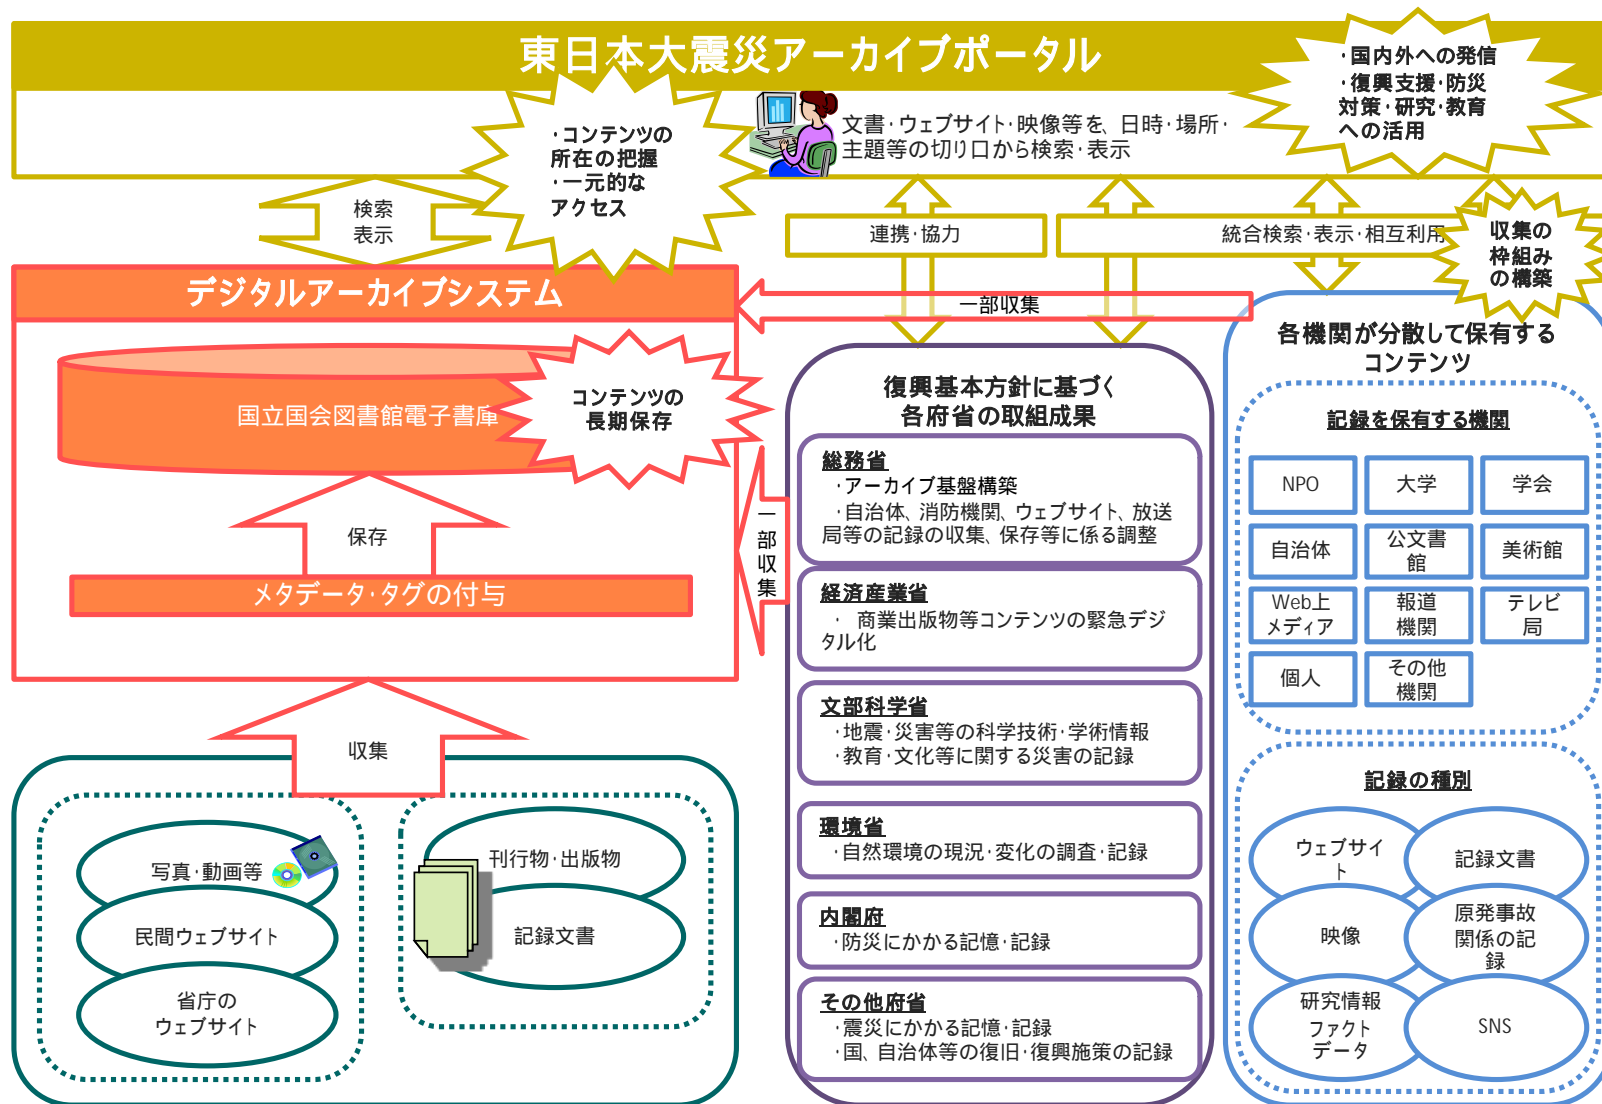 東日本大震災アーカイブポータル
・国内外への発信
・復興支援・防災
対策・研究・教育
への活用
・コンテンツの
所在の把握
・一元的な
アクセス
文書・ウェブサイト・映像等を、日時・場所・
主題等の切り口から検索・表示
検索
表示
連携・協力
統合検索・表示・相互利用
収集の
枠組み
の構築
デジタルアーカイブシステム
一部収集
国立国会図書館電子書庫
コンテンツの
長期保存
保存
メタデータ・タグの付与
一
部
収
集
収集
写真・動画等
民間ウェブサイト
省庁の
ウェブサイト
刊行物・出版物
記録文書
復興基本方針に基づく
各府省の取組成果
総務省
・アーカイブ基盤構築
・自治体、消防機関、ウェブサイト、放送
局等の記録の収集、保存等に係る調整
経済産業省
・ 商業出版物等コンテンツの緊急デジ
タル化
文部科学省
・地震・災害等の科学技術・学術情報
・教育・文化等に関する災害の記録
環境省
・自然環境の現況・変化の調査・記録
内閣府
・防災にかかる記憶・記録
その他府省
・震災にかかる記憶・記録
・国、自治体等の復旧・復興施策の記録
各機関が分散して保有する
コンテンツ
記録を保有する機関
NPO
大学
学会
自治体
公文書
館
美術館
Web上
メディア
報道
機関
テレビ
局
個人
その他
機関
記録の種別
ウェブサイ
ト
記録文書
映像
原発事故
関係の記
録
研究情報
ファクト
データ
SNS